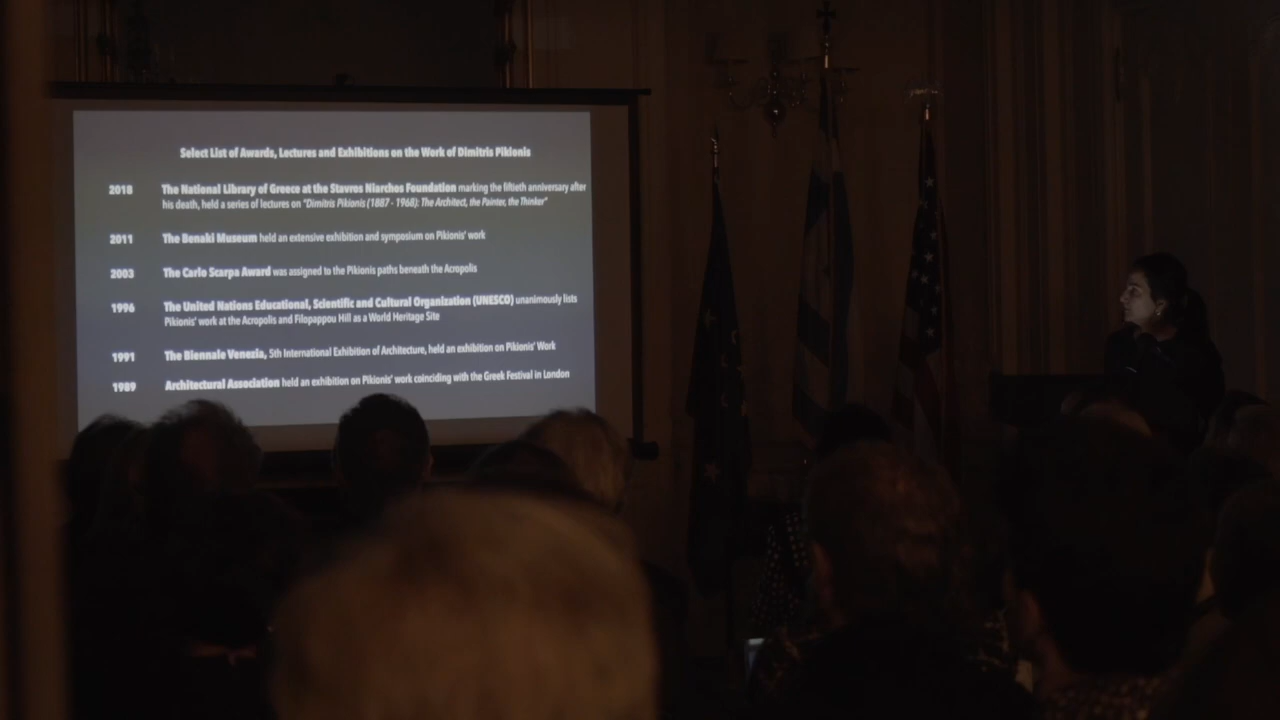 Select List of Awards, Lectures and Exhibitions on the Work of Dimitris Pikionis
2018 The National Library of Greece at the Stavros Niarchos Foundation marking the fiftieth anniversary after
his death, held a series of lectures on "Dimitris Pikionis (1887 - 1968): The Architect, the Painter, the Thinker"
2011 The Benaki Museum held an extensive exhibition and symposium on Pikionis' work
2003 The Carlo Scarpa Award was assigned to the Pikionis paths beneath the Acropolis
1996 The United Nations Educational, Scientific and Cultural Organization (UNESCO) unanimously lists
Pikionis' work at the Acropolis and Filopappou Hill as a World Heritage Site
1991 The Biennale Venezia, 5th International Exhibition of Architecture, held an exhibition on Pikionis' Work
1989 Architectural Association held an exhibition on Pikionis' work coinciding with the Greek Festival in London